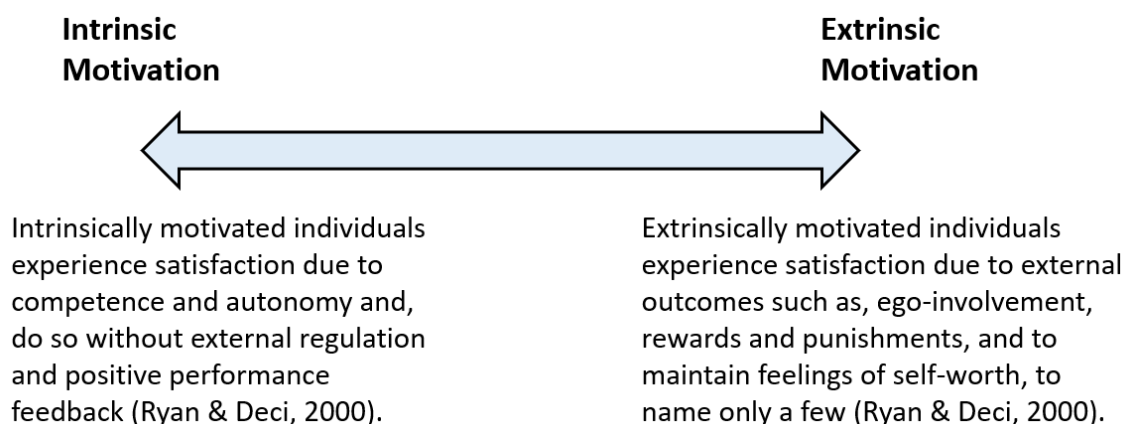 Intrinsic
Motivation
Extrinsic
Motivation
Intrinsically motivated individuals
experience satisfaction due to
competence and autonomy and,
do so without external regulation
and positive performance
feedback (Ryan & Deci, 2000).
Extrinsically motivated individuals
experience satisfaction due to external
outcomes such as, ego-involvement,
rewards and punishments, and to
maintain feelings of self-worth, to
name only a few (Ryan & Deci, 2000).